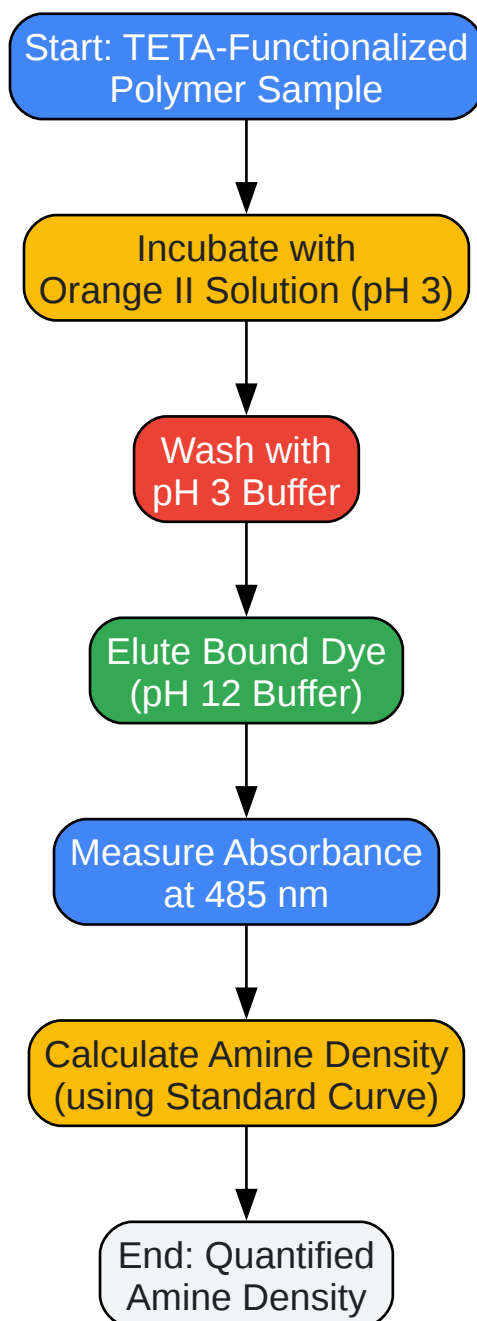 Start: TETA-Functionalized
Polymer Sample
Incubate with
Orange II Solution (pH 3)
Wash with
pH 3 Buffer
Elute Bound Dye
(pH 12 Buffer)
Measure Absorbance
at 485 nm
Calculate Amine Density
(using Standard Curve)
End: Quantified
Amine Density